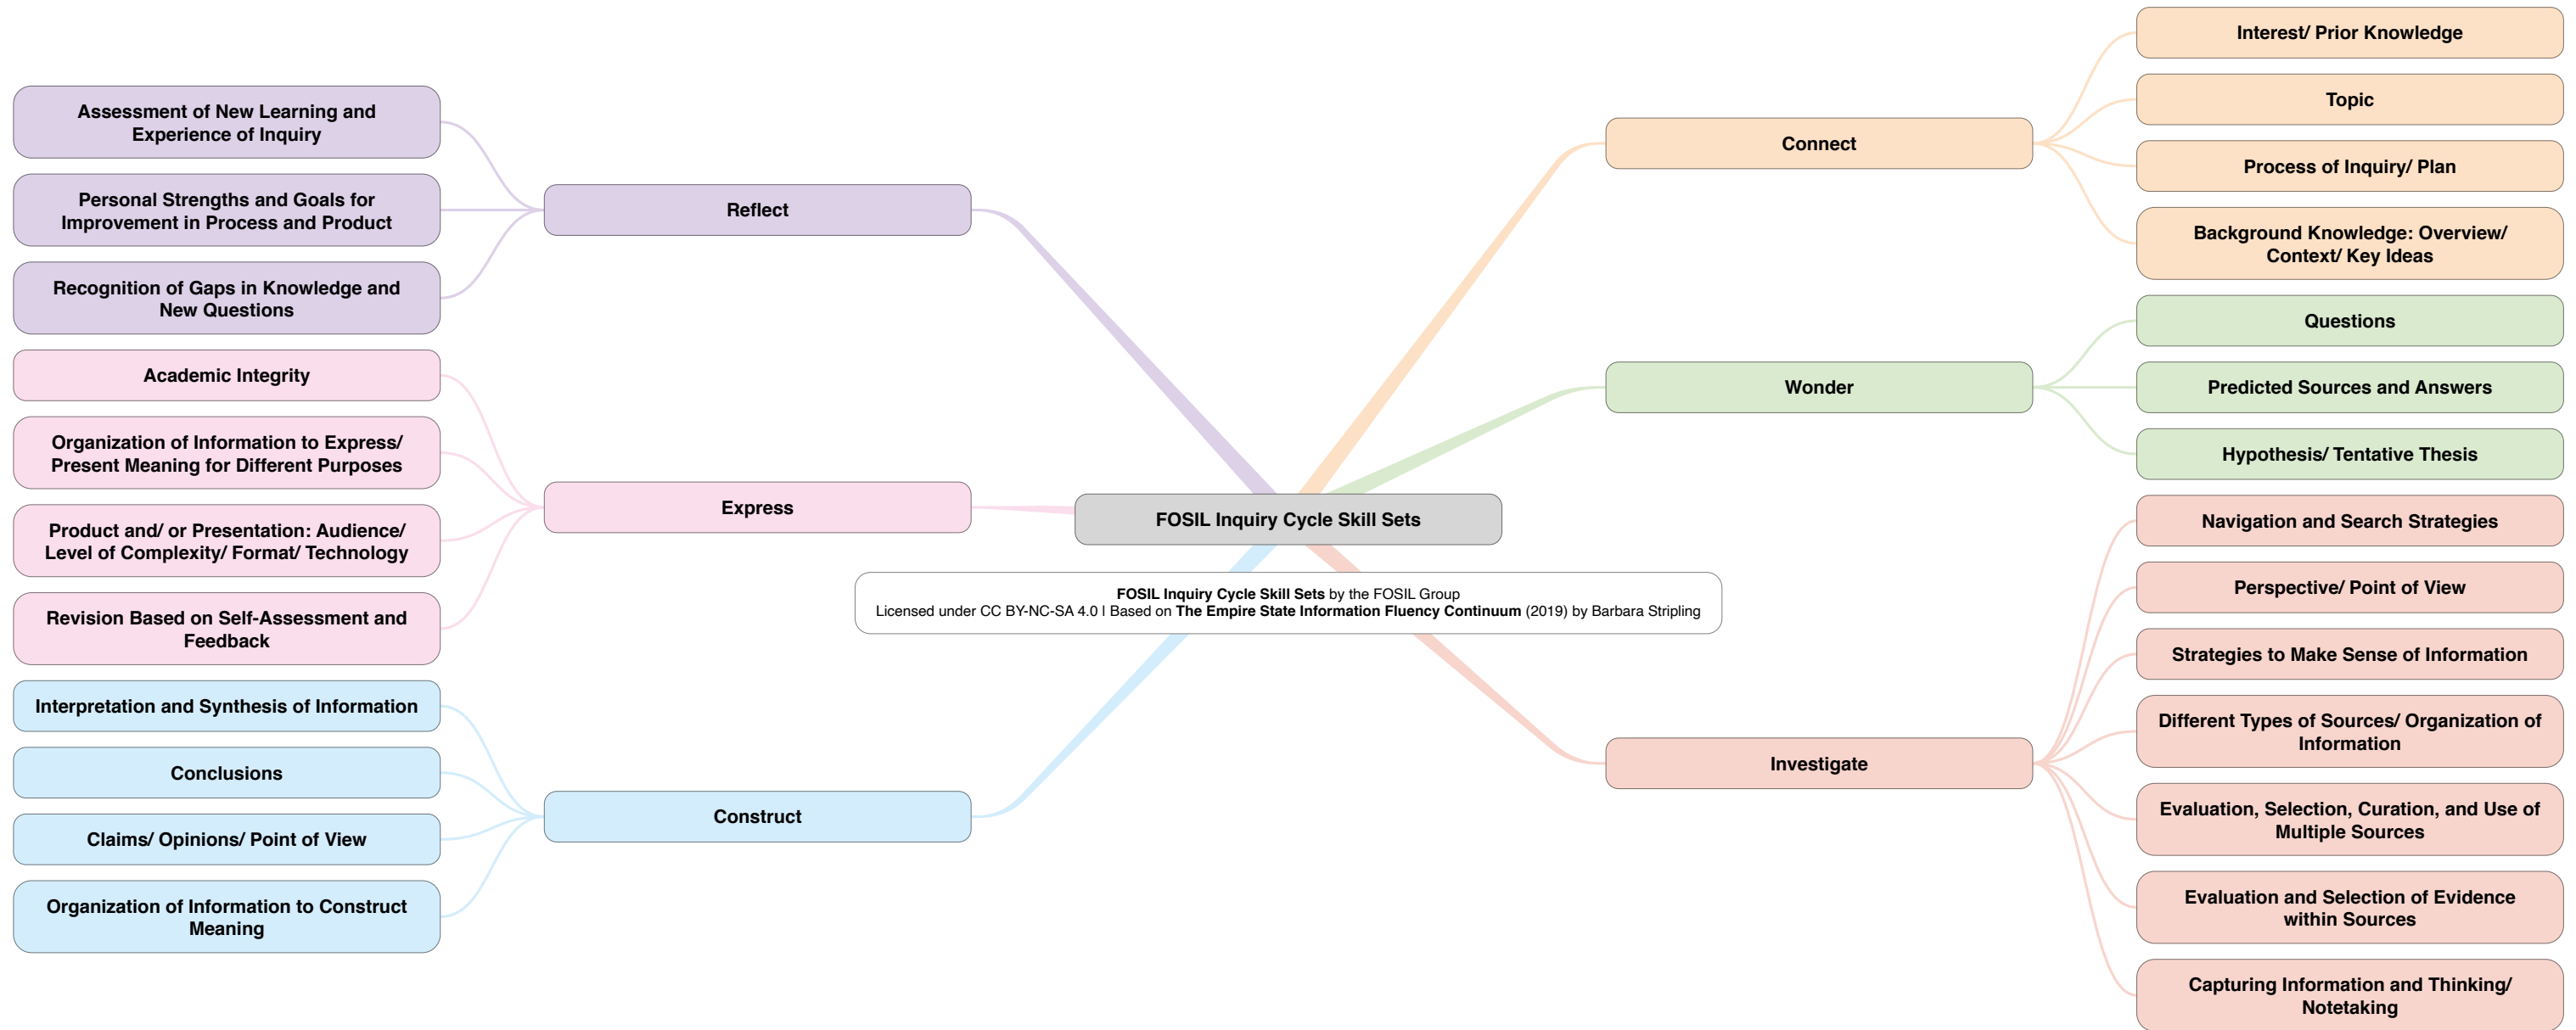 FOSIL Inquiry Cycle Skill Sets
FOSIL Inquiry Cycle Skill Sets by the FOSIL Group
Licensed under CC BY-NC-SA 4.0 | Based on The Empire State Information Fluency Continuum (2019) by Barbara Stripling
Connect
Interest/ Prior Knowledge
Topic
Process of Inquiry/ Plan
Background Knowledge: Overview/
Context/ Key Ideas
Wonder
Questions
Predicted Sources and Answers
Hypothesis/ Tentative Thesis
Investigate
Navigation and Search Strategies
Perspective/ Point of View
Strategies to Make Sense of Information
Different Types of Sources/ Organization of
Information
Evaluation, Selection, Curation, and Use of
Multiple Sources
Evaluation and Selection of Evidence
within Sources
Capturing Information and Thinking/
Notetaking
Construct
Interpretation and Synthesis of Information
Conclusions
Claims/ Opinions/ Point of View
Organization of Information to Construct
Meaning
Express
Academic Integrity
Organization of Information to Express/
Present Meaning for Different Purposes
Product and/ or Presentation: Audience/
Level of Complexity/ Format/ Technology
Revision Based on Self-Assessment and
Feedback
Reflect
Assessment of New Learning and
Experience of Inquiry
Personal Strengths and Goals for
Improvement in Process and Product
Recognition of Gaps in Knowledge and
New Questions